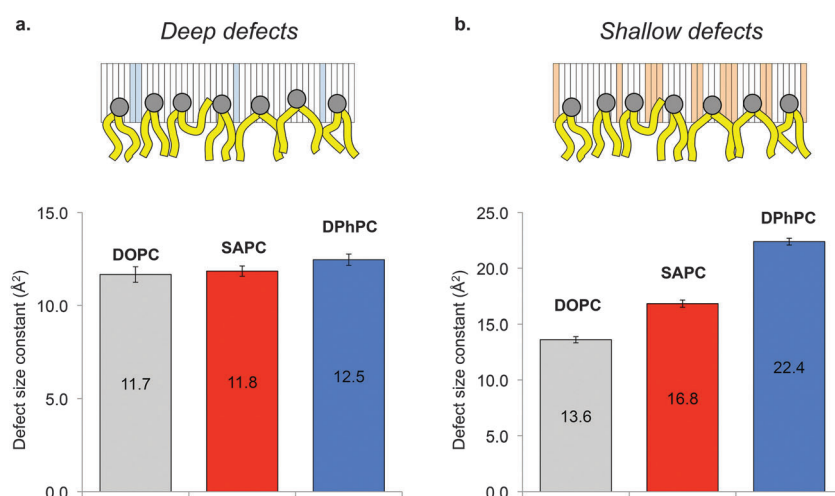 a.
Deep defects
15.0
10.0
5.0
0.0
Defect size constant (Å²)
DOPC
SAPC
DPhPC
11.7
11.8
12.5
b.
Shallow defects
25.0
20.0
15.0
10.0
5.0
0.0
Defect size constant (Å²)
DOPC
SAPC
DPhPC
13.6
16.8
22.4